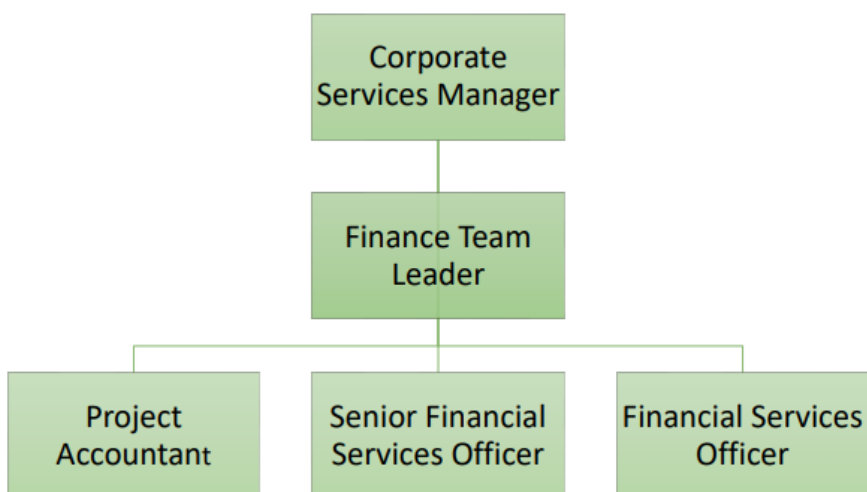 Corporate
Services Manager
Finance Team
Leader
Project
Accountant
Senior Financial
Services Officer
Financial Services
Officer